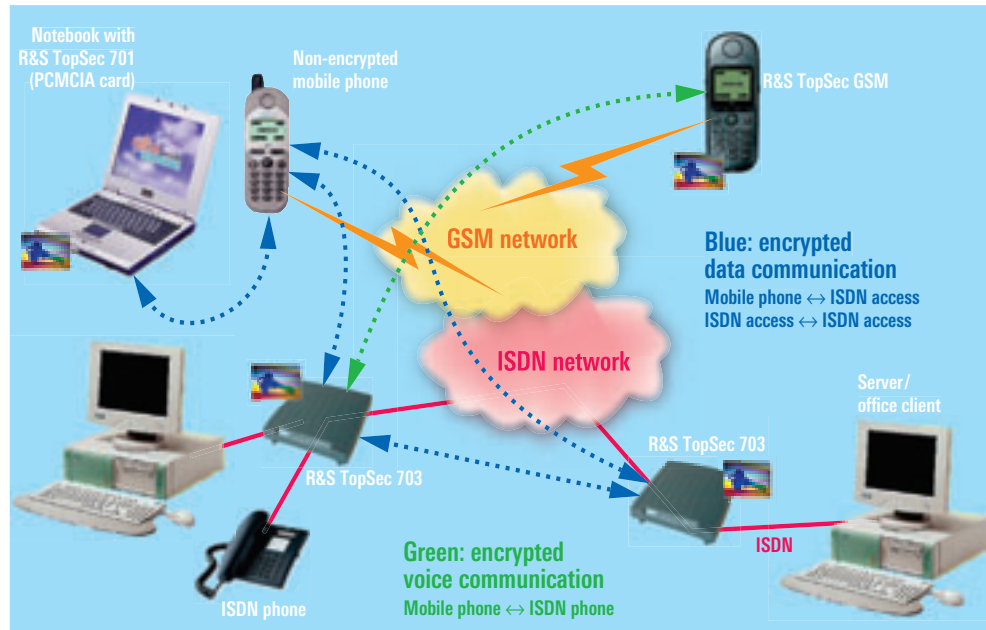 Notebook with
R&S TopSec 701
(PCMCIA card)
Non-encrypted
mobile phone
R&S TopSec GSM
GSM network
Blue: encrypted
data communication
Mobile phone ↔ ISDN access
ISDN access ↔ ISDN access
ISDN network
Server/
office client
R&S TopSec 703
R&S TopSec 703
ISDN
Green: encrypted
voice communication
Mobile phone ↔ ISDN phone
ISDN phone